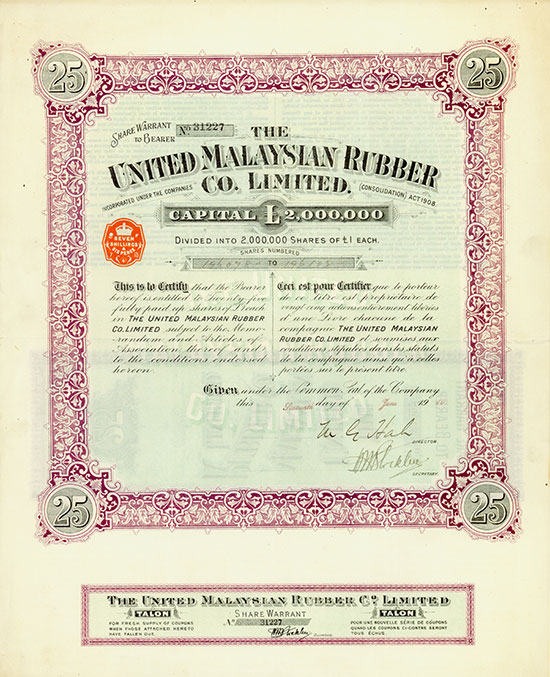 25
25
SHARE WARRANT
TO BEARER
No 31227
THE
UNITED MALAYSIAN RUBBER
CO. LIMITED.
INCORPORATED UNDER THE COMPANIES
(CONSOLIDATION) ACT 1908.
CAPITAL £2,000,000
DIVIDED INTO 2,000,000 SHARES OF £1 EACH.
SHARES NUMBERED
TO
SEVEN
SHILLINGS
& SIXPENCE
This is to Certify that the Bearer
hereof is entitled to Twenty five
fully paid up shares of £1 each
in THE UNITED MALAYSIAN RUBBER
CO. LIMITED subject to the Memo-
randum and Articles of
Association thereof and
to the conditions endorsed
hereon.
Ceci est pour Certifier, que le porteur
de ce titre est propriétaire de
vingt cinq actions entièrement libérées
d'une Livre chacune de la
compagnie THE UNITED MALAYSIAN
RUBBER CO. LIMITED et soumises aux
conditions stipulées dans les statuts
de la compagnie ainsi qu'à celles
portées sur le présent titre.
Given under the Common Seal of the Company
this day of June 19
DIRECTOR
SECRETARY.
CO. LIMITED
25
25
THE UNITED MALAYSIAN RUBBER Co LIMITED
TALON
SHARE WARRANT
TALON
FOR FRESH SUPPLY OF COUPONS
WHEN THOSE ATTACHED HERETO
HAVE FALLEN DUE.
No 31227
POUR UNE NOUVELLE SÉRIE DE COUPONS
QUAND LES COUPONS CI-CONTRE SERONT
TOUS ÉCHUS.